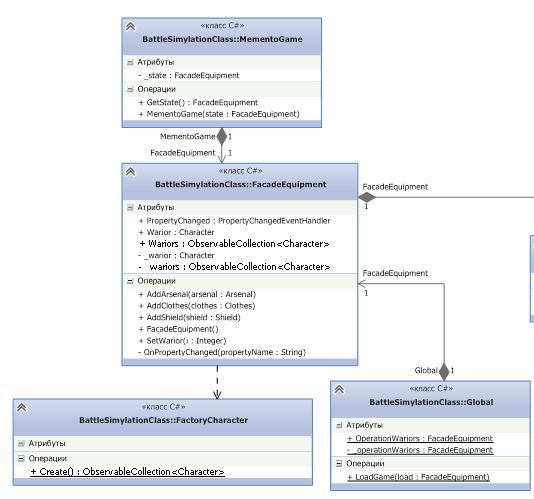 «класс C#»
BattleSimylationClass::MementoGame
Атрибуты
- _state : FacadeEquipment
Операции
+ GetState() : FacadeEquipment
+ MementoGame(state : FacadeEquipment)
MementoGame 1
FacadeEquipment 1
«класс C#»
BattleSimylationClass::FacadeEquipment
Атрибуты
+ PropertyChanged : PropertyChangedEventHandler
+ Warior : Character
+ Wariors : ObservableCollection<Character>
- _warior : Character
- _wariors : ObservableCollection<Character>
Операции
+ AddArsenal(arsenal : Arsenal)
+ AddClothes(clothes : Clothes)
+ AddShield(shield : Shield)
+ FacadeEquipment()
+ SetWarior(i : Integer)
- OnPropertyChanged(propertyName : String)
FacadeEquipment
1
FacadeEquipment
1
Global 1
«класс C#»
BattleSimylationClass::Global
Атрибуты
+ OperationWariors : FacadeEquipment
- _operationWariors : FacadeEquipment
Операции
+ LoadGame(load : FacadeEquipment)
«класс C#»
BattleSimylationClass::FactoryCharacter
Атрибуты
Операции
+ Create() : ObservableCollection<Character>